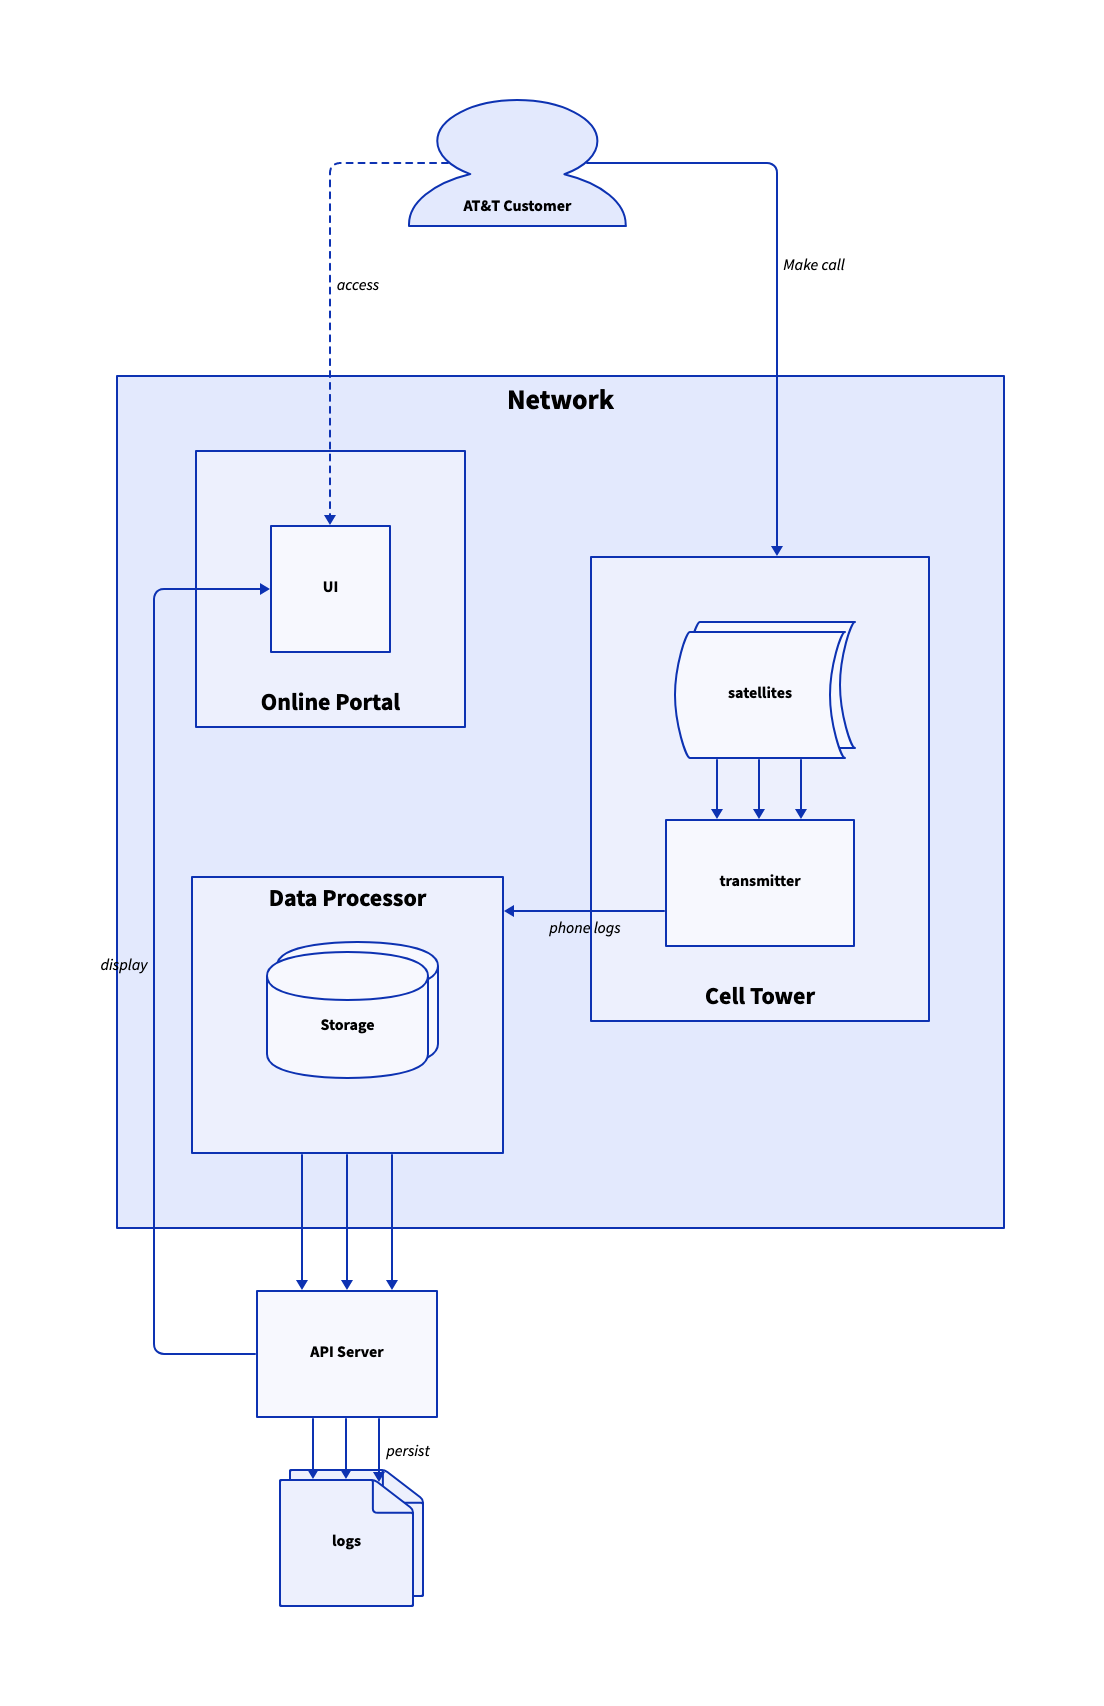 AT&T Customer
access
Make call
Network
UI
Online Portal
satellites
transmitter
Data Processor
phone logs
display
Cell Tower
Storage
API Server
persist
logs